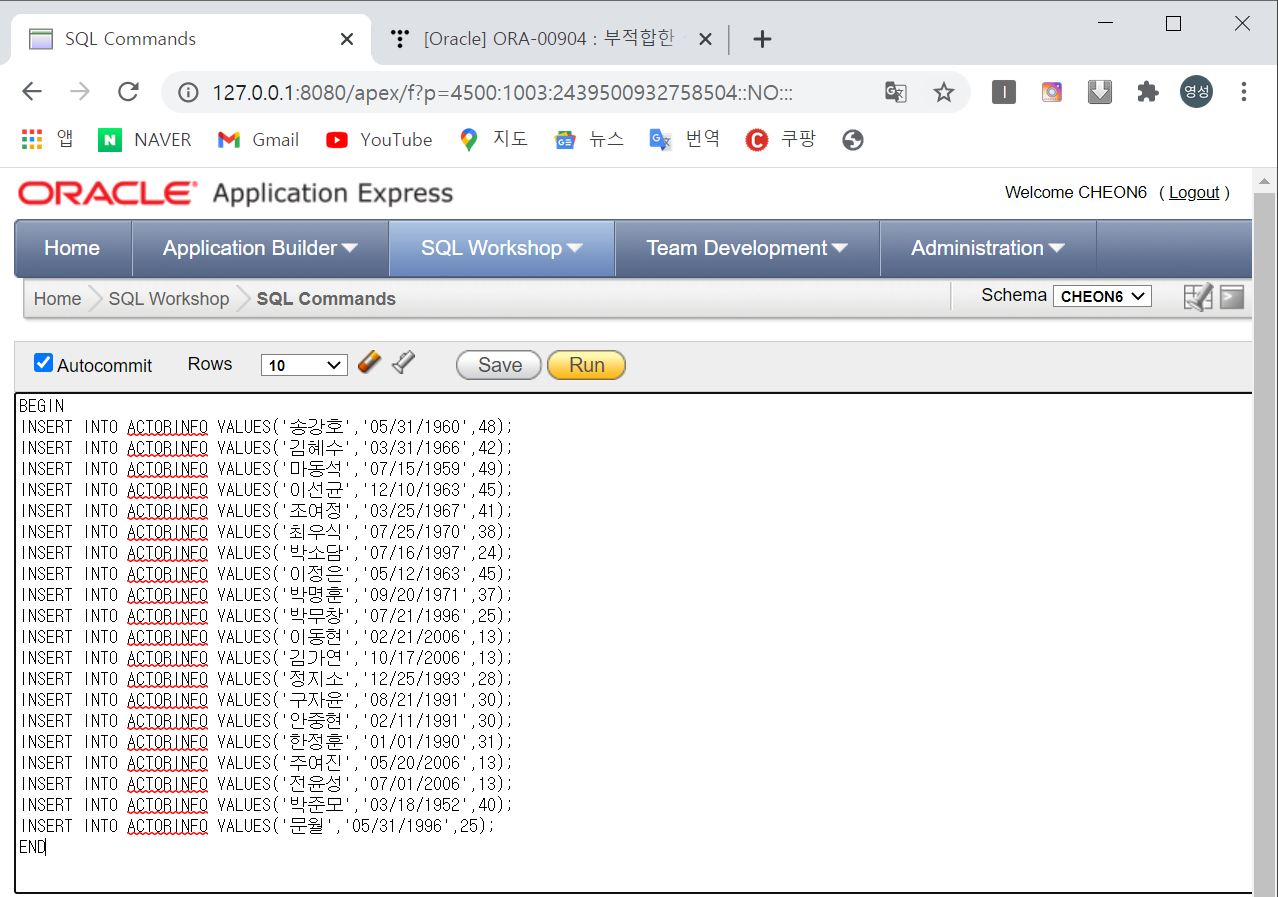 SQL Commands
[Oracle] ORA-00904 : 부적합한
127.0.0.1:8080/apex/f?p=4500:1003:2439500932758504::NO:::
영성
앱 NAVER Gmail YouTube 지도 뉴스 번역 쿠팡
ORACLE Application Express
Welcome CHEON6 ( Logout )
Home Application Builder SQL Workshop Team Development Administration
Home SQL Workshop SQL Commands
Schema CHEON6
Autocommit Rows 10 Save Run
BEGIN
INSERT INTO ACTORINFO VALUES('송강호','05/31/1960',48);
INSERT INTO ACTORINFO VALUES('김혜수','03/31/1966',42);
INSERT INTO ACTORINFO VALUES('마동석','07/15/1959',49);
INSERT INTO ACTORINFO VALUES('이선균','12/10/1963',45);
INSERT INTO ACTORINFO VALUES('조여정','03/25/1967',41);
INSERT INTO ACTORINFO VALUES('최우식','07/25/1970',38);
INSERT INTO ACTORINFO VALUES('박소담','07/16/1997',24);
INSERT INTO ACTORINFO VALUES('이정은','05/12/1963',45);
INSERT INTO ACTORINFO VALUES('박명훈','09/20/1971',37);
INSERT INTO ACTORINFO VALUES('박무창','07/21/1996',25);
INSERT INTO ACTORINFO VALUES('이동현','02/21/2006',13);
INSERT INTO ACTORINFO VALUES('김가연','10/17/2006',13);
INSERT INTO ACTORINFO VALUES('정지소','12/25/1993',28);
INSERT INTO ACTORINFO VALUES('구자윤','08/21/1991',30);
INSERT INTO ACTORINFO VALUES('안중현','02/11/1991',30);
INSERT INTO ACTORINFO VALUES('한정훈','01/01/1990',31);
INSERT INTO ACTORINFO VALUES('주여진','05/20/2006',13);
INSERT INTO ACTORINFO VALUES('전윤성','07/01/2006',13);
INSERT INTO ACTORINFO VALUES('박준모','03/18/1952',40);
INSERT INTO ACTORINFO VALUES('문월','05/31/1996',25);
END